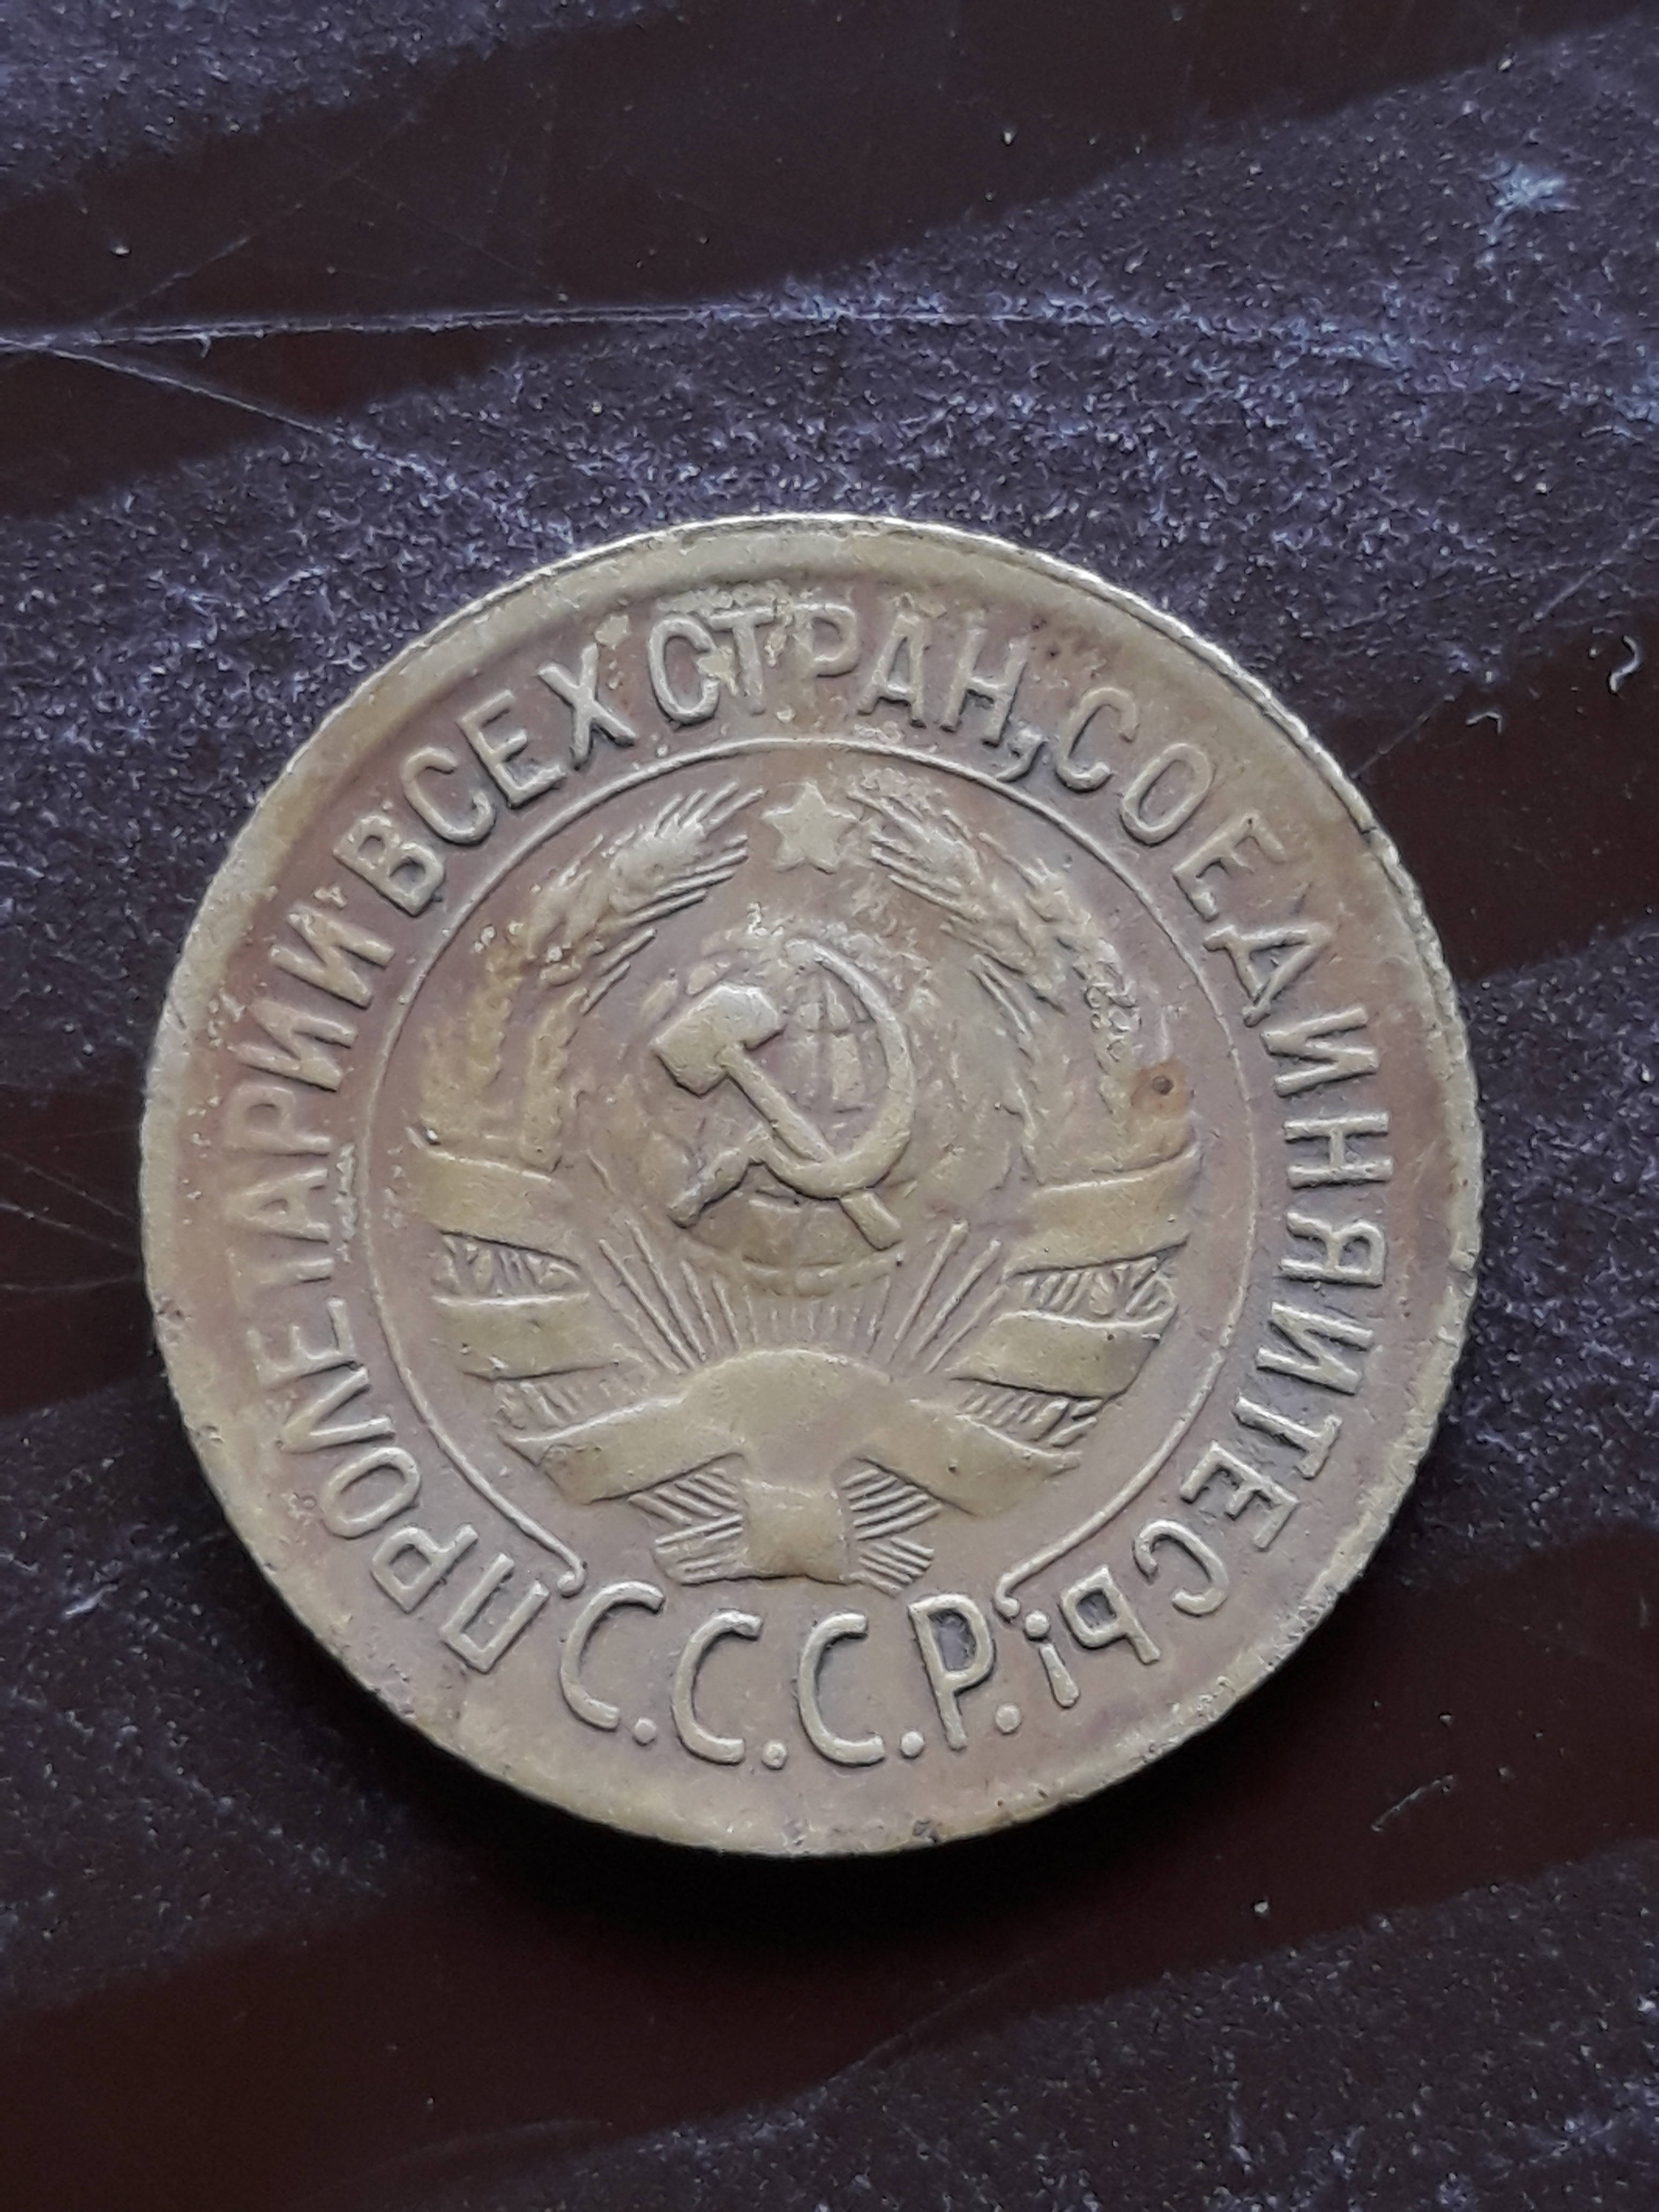 ПРОЛЕТАРИИ ВСЕХ СТРАН, СОЕДИНЯЙТЕСЬ!
С.С.С.Р.